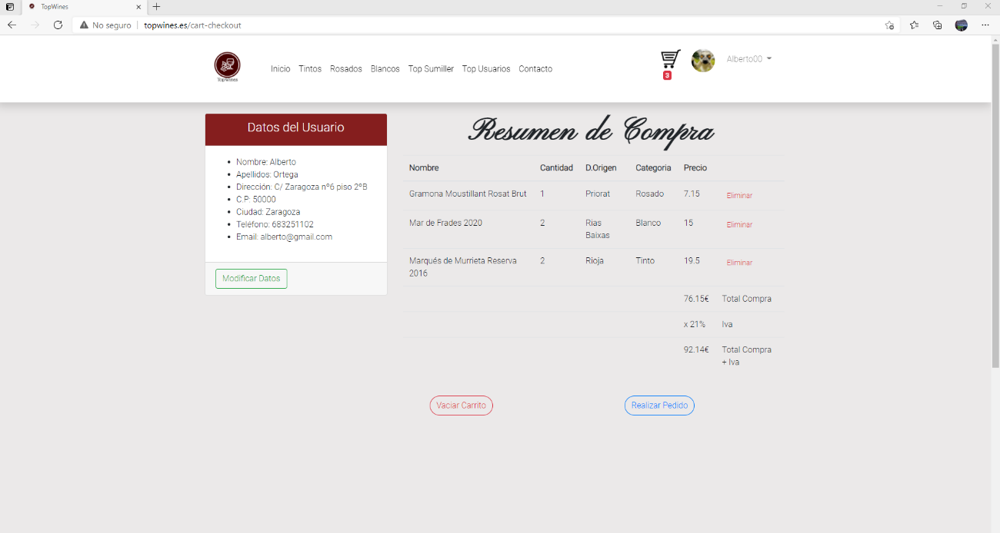 TopWines
No seguro
topwines.es/cart-checkout
TopWines
Inicio Tintos Rosados Blancos Top Sumiller Top Usuarios Contacto
3
Alberto00
Datos del Usuario
Nombre: Alberto
Apellidos: Ortega
Dirección: C/ Zaragoza nº6 piso 2ºB
C.P: 50000
Ciudad: Zaragoza
Teléfono: 683251102
Email: alberto@gmail.com
Modificar Datos
Resumen de Compra
Nombre Cantidad D.Origen Categoria Precio
Gramona Moustillant Rosat Brut 1 Priorat Rosado 7.15 Eliminar
Mar de Frades 2020 2 Rias Blanco 15 Eliminar
Baixas
Marqués de Murrieta Reserva 2 Rioja Tinto 19.5 Eliminar
2016
76.15€ Total Compra
x 21% Iva
92.14€ Total Compra
+ Iva
Vaciar Carrito
Realizar Pedido